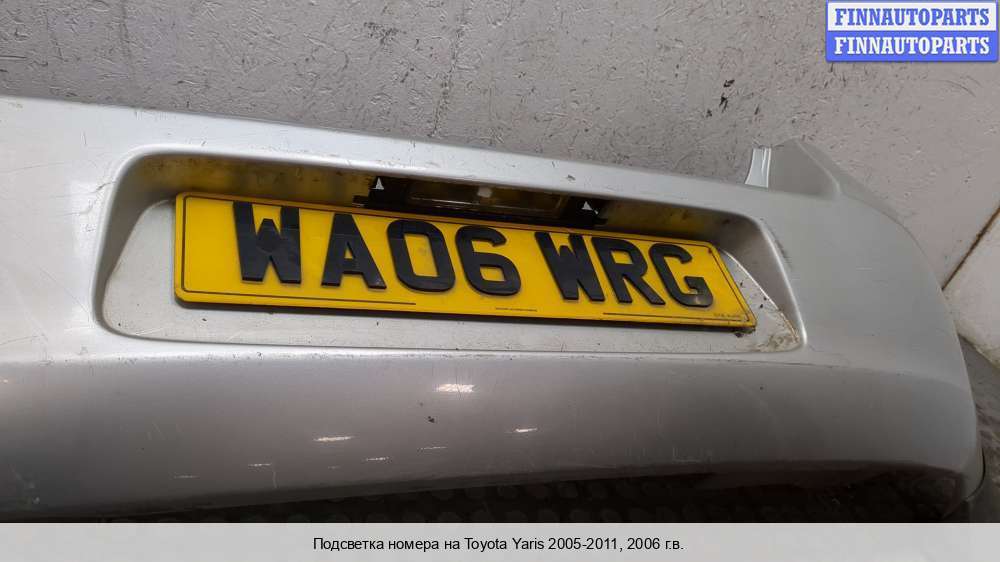 FINNAUTOPARTS
FINNAUTOPARTS
WA06 WRG
Подсветка номера на Toyota Yaris 2005-2011, 2006 г.в.